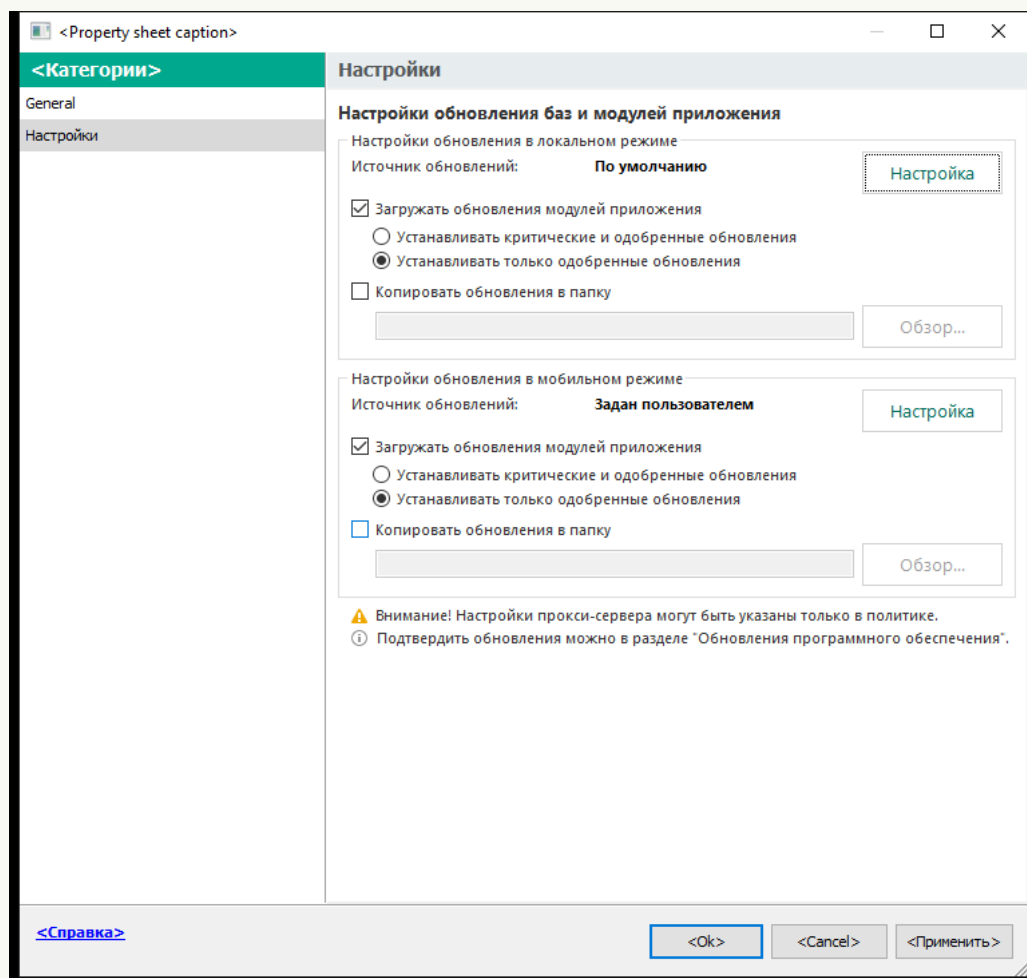 <Property sheet caption>
<Категории>
General
Настройки
Настройки
Настройки обновления баз и модулей приложения
Настройки обновления в локальном режиме
Источник обновлений: По умолчанию
Настройка
Загружать обновления модулей приложения
Устанавливать критические и одобренные обновления
Устанавливать только одобренные обновления
Копировать обновления в папку
Обзор...
Настройки обновления в мобильном режиме
Источник обновлений: Задан пользователем
Настройка
Загружать обновления модулей приложения
Устанавливать критические и одобренные обновления
Устанавливать только одобренные обновления
Копировать обновления в папку
Обзор...
Внимание! Настройки прокси-сервера могут быть указаны только в политике.
Подтвердить обновления можно в разделе "Обновления программного обеспечения".
<Справка>
<Ok> <Cancel> <Применить>